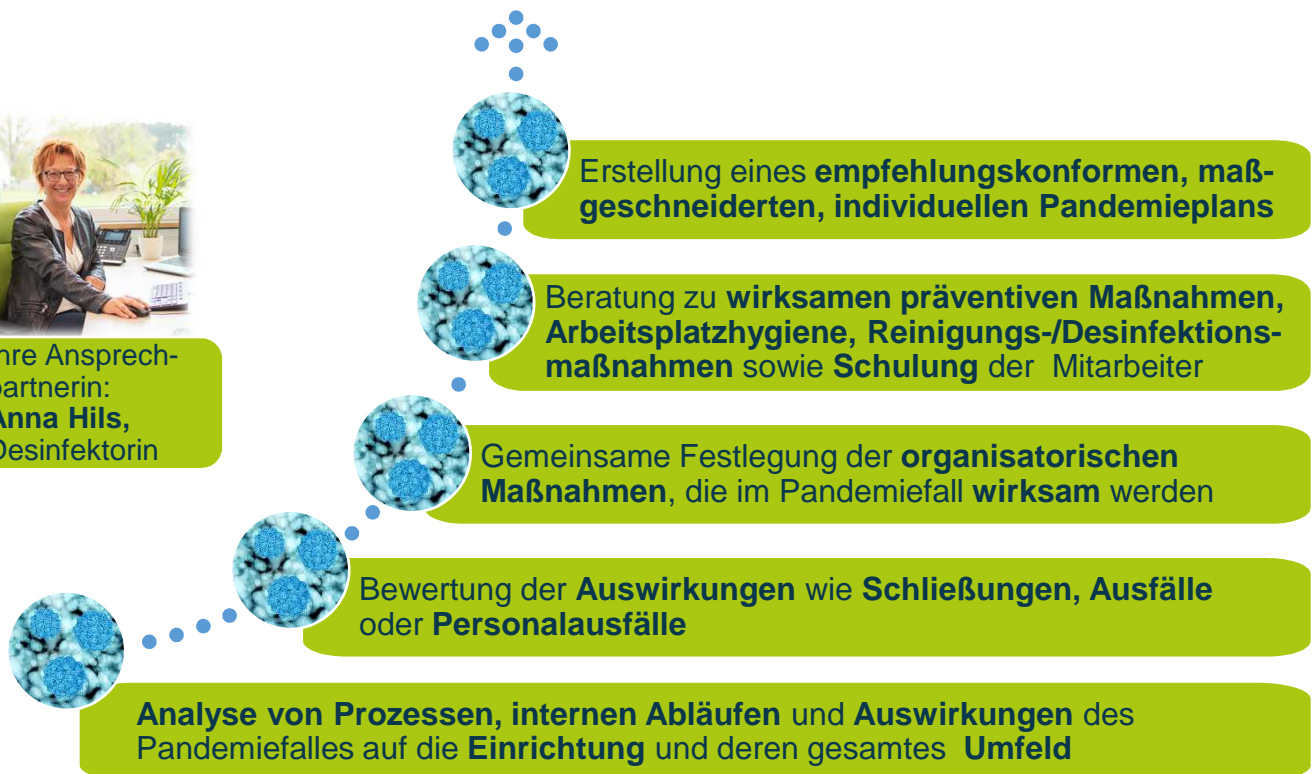 Erstellung eines empfehlungskonformen, maß-
geschneiderten, individuellen Pandemieplans
Beratung zu wirksamen präventiven Maßnahmen,
Arbeitsplatzhygiene, Reinigungs-/Desinfektions-
maßnahmen sowie Schulung der Mitarbeiter
hre Ansprech-
partnerin:
Anna Hils,
Desinfektorin
Gemeinsame Festlegung der organisatorischen
Maßnahmen, die im Pandemiefall wirksam werden
Bewertung der Auswirkungen wie Schließungen, Ausfälle
oder Personalausfälle
Analyse von Prozessen, internen Abläufen und Auswirkungen des
Pandemiefalles auf die Einrichtung und deren gesamtes Umfeld